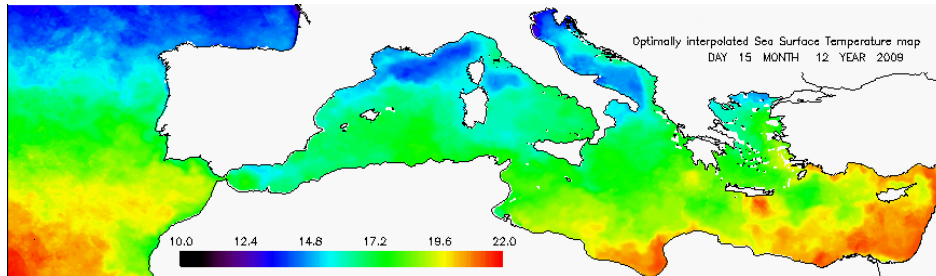 Optimally interpolated Sea Surface Temperature map
DAY 15 MONTH 12 YEAR 2009
10.0 12.4 14.8 17.2 19.6 22.0